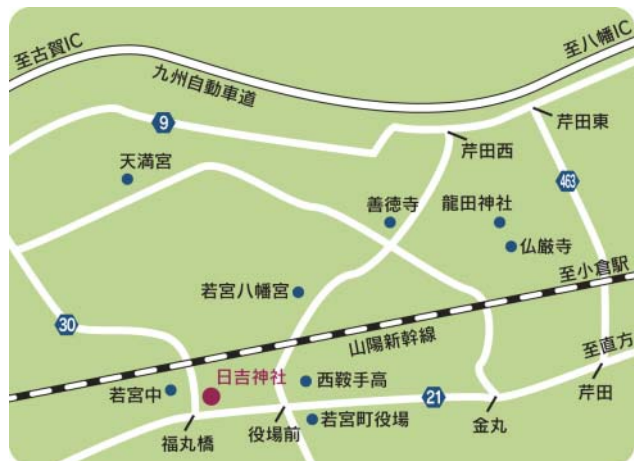 至古賀IC
至八幡IC
九州自動車道
9
芹田東
芹田西
天満宮
463
善徳寺
龍田神社
仏厳寺
至小倉駅
若宮八幡宮
30
山陽新幹線
至直方
日吉神社
西鞍手高
若宮中
21
芹田
福丸橋
役場前
若宮町役場
金丸